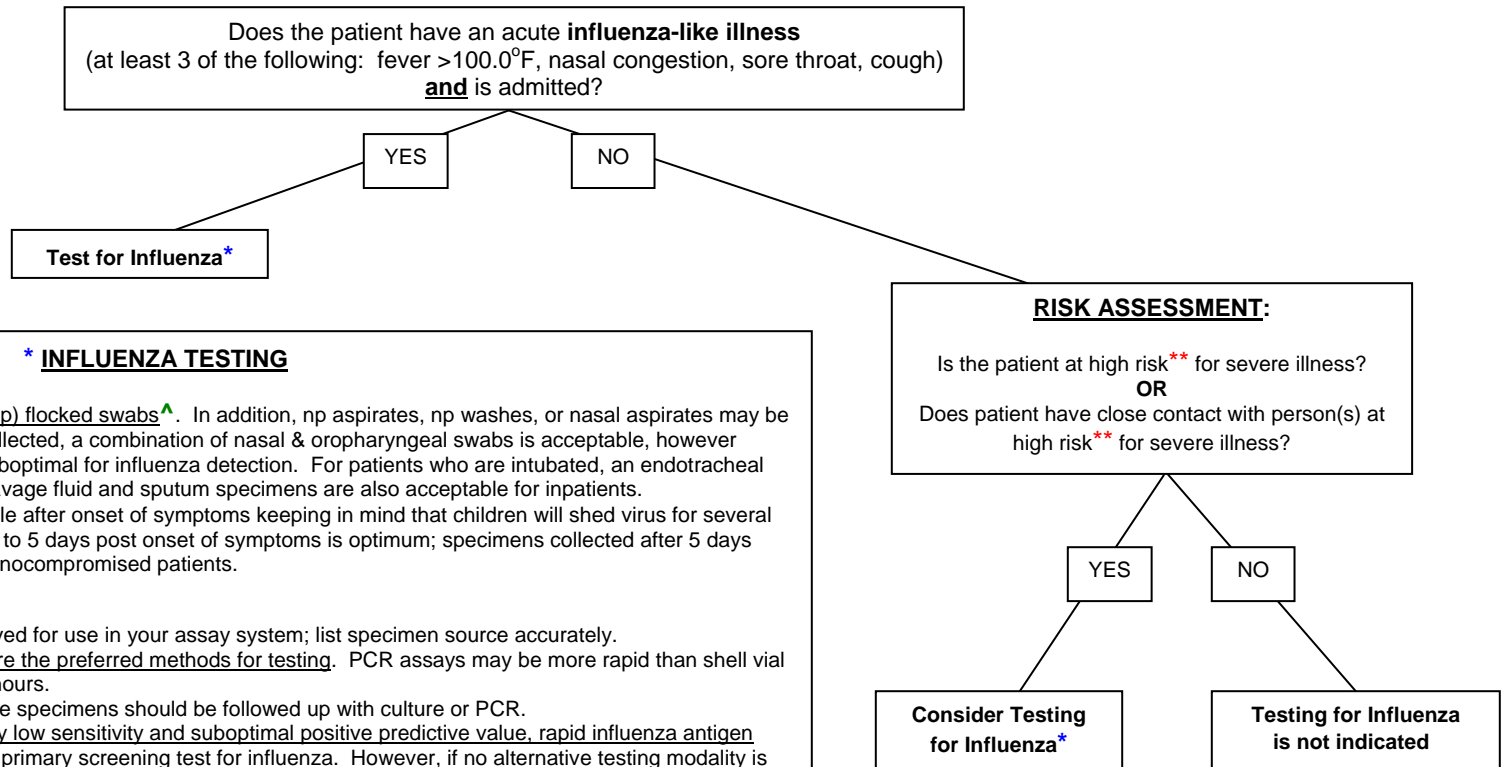 Does the patient have an acute influenza-like illness
(at least 3 of the following: fever >100.0°F, nasal congestion, sore throat, cough)
and is admitted?
YES
NO
Test for Influenza*
RISK ASSESSMENT:
Is the patient at high risk** for severe illness?
OR
Does patient have close contact with person(s) at
high risk** for severe illness?
* INFLUENZA TESTING
p) flocked swabs^. In addition, np aspirates, np washes, or nasal aspirates may be
llected, a combination of nasal & oropharyngeal swabs is acceptable, however
boptimal for influenza detection. For patients who are intubated, an endotracheal
avage fluid and sputum specimens are also acceptable for inpatients.
le after onset of symptoms keeping in mind that children will shed virus for several
to 5 days post onset of symptoms is optimum; specimens collected after 5 days
nocompromised patients.
ved for use in your assay system; list specimen source accurately.
re the preferred methods for testing. PCR assays may be more rapid than shell vial
hours.
e specimens should be followed up with culture or PCR.
y low sensitivity and suboptimal positive predictive value, rapid influenza antigen
primary screening test for influenza. However, if no alternative testing modality is
YES
NO
Consider Testing
for Influenza*
Testing for Influenza
is not indicated